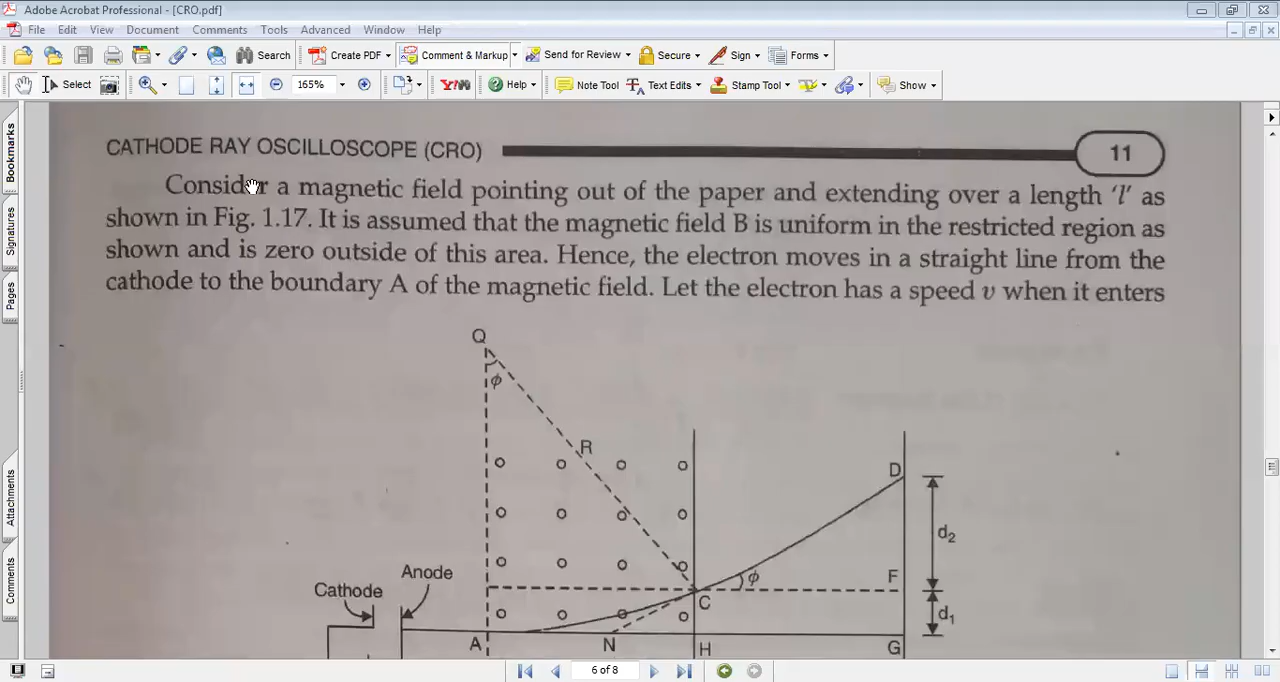 Adobe Acrobat Professional - [CRO.pdf]
File Edit View Document Comments Tools Advanced Window Help
Search Create PDF Comment & Markup Send for Review Secure Sign Forms
Select 165% Y! Help Note Tool Text Edits Stamp Tool Show
Bookmarks
Signatures
Pages
Attachments
Comments
CATHODE RAY OSCILLOSCOPE (CRO) 11
Consider a magnetic field pointing out of the paper and extending over a length 'l' as
shown in Fig. 1.17. It is assumed that the magnetic field B is uniform in the restricted region as
shown and is zero outside of this area. Hence, the electron moves in a straight line from the
cathode to the boundary A of the magnetic field. Let the electron has a speed v when it enters
Q
ϕ
R
D
d₂
Anode
Cathode
ϕ
F
C
d₁
A N H G
6 of 8